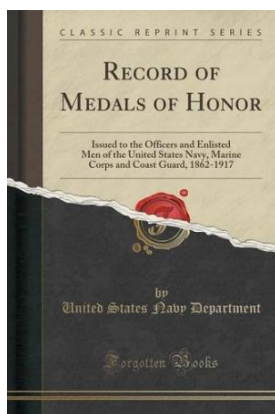 CLASSIC REPRINT SERIES
RECORD OF
MEDALS OF HONOR
Issued to the Officers and Enlisted
Men of the United States Navy, Marine
Corps and Coast Guard, 1862-1917
by
United States Navy Department
Forgotten Books